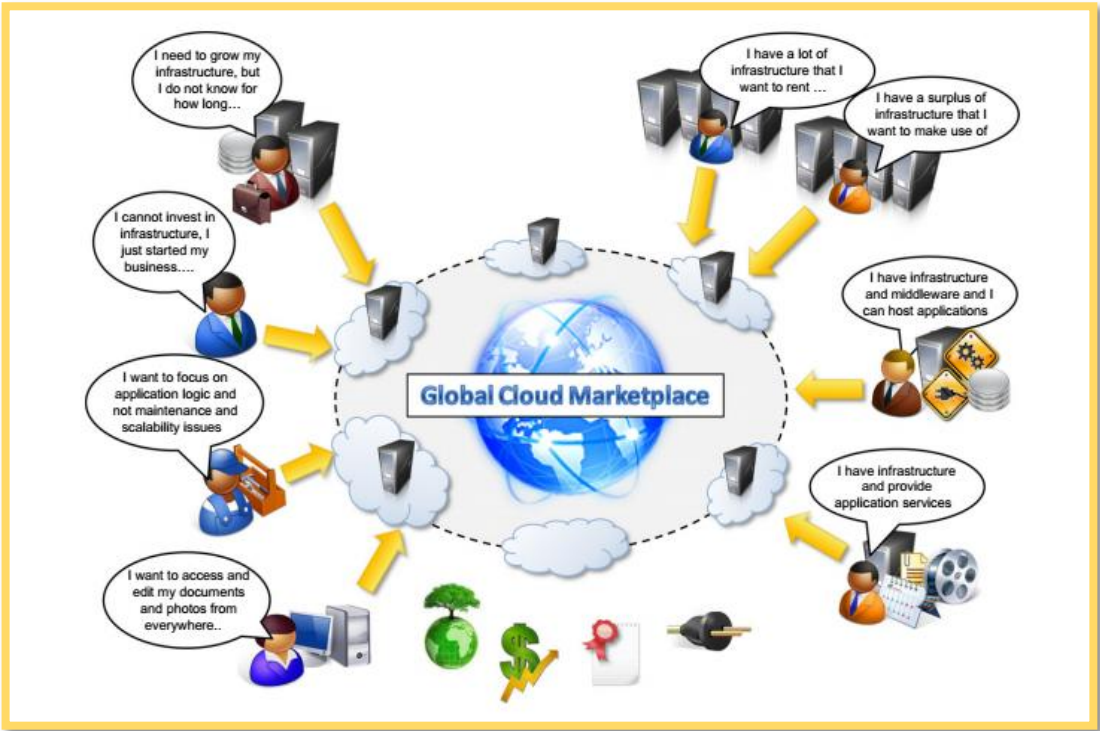 I need to grow my
infrastructure, but
I do not know for
how long…
I have a lot of
infrastructure that I
want to rent …
I have a surplus of
infrastructure that I
want to make use of
I cannot invest in
infrastructure, I
just started my
business….
I have infrastructure
and middleware and I
can host applications
Global Cloud Marketplace
I want to focus on
application logic and
not maintenance and
scalability issues
I have infrastructure
and provide
application services
I want to access and
edit my documents
and photos from
everywhere..